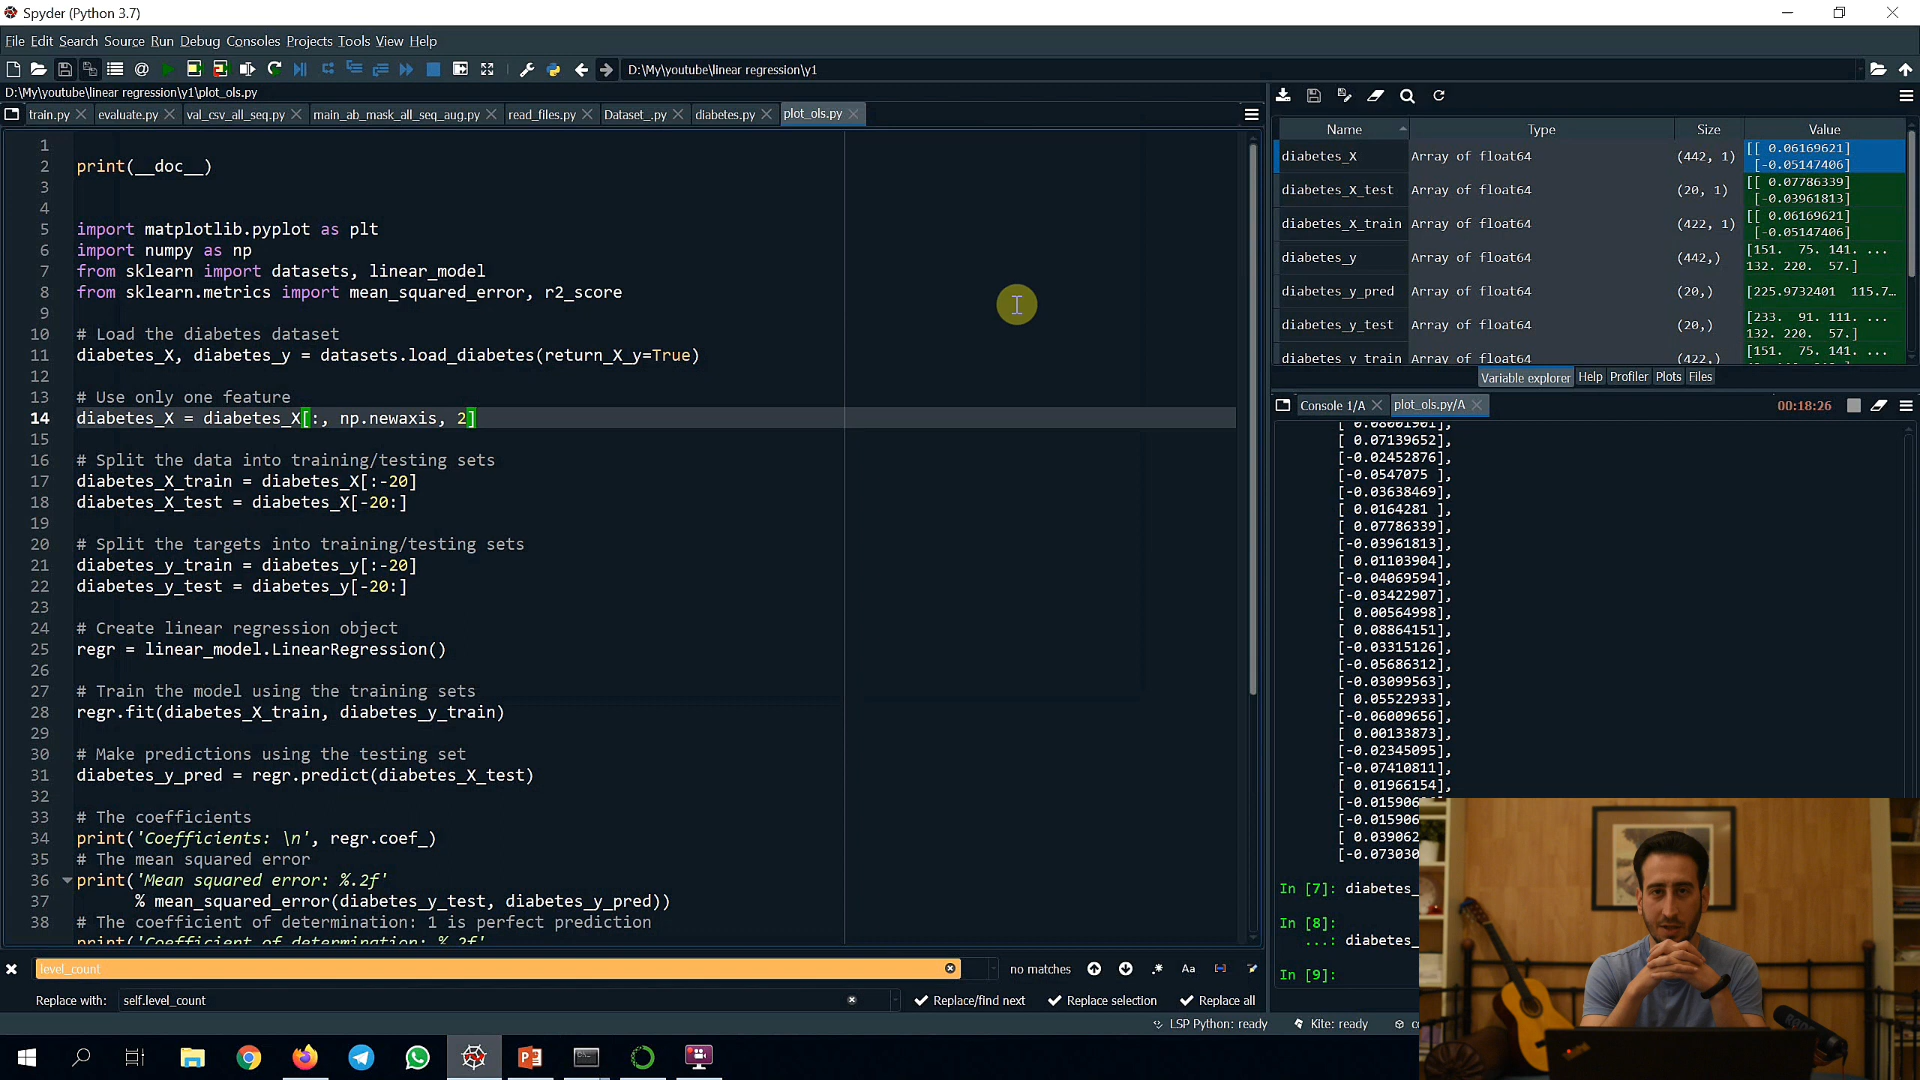 Spyder (Python 3.7)
File Edit Search Source Run Debug Consoles Projects Tools View Help
D:\My\youtube\linear regression\y1
D:\My\youtube\linear regression\y1\plot_ols.py
train.py evaluate.py val_csv_all_seq.py main_ab_mask_all_seq_aug.py read_files.py Dataset_.py diabetes.py plot_ols.py
1
2 print(__doc__)
3
4
5 import matplotlib.pyplot as plt
6 import numpy as np
7 from sklearn import datasets, linear_model
8 from sklearn.metrics import mean_squared_error, r2_score
9
10 # Load the diabetes dataset
11 diabetes_X, diabetes_y = datasets.load_diabetes(return_X_y=True)
12
13 # Use only one feature
14 diabetes_X = diabetes_X[:, np.newaxis, 2]
15
16 # Split the data into training/testing sets
17 diabetes_X_train = diabetes_X[:-20]
18 diabetes_X_test = diabetes_X[-20:]
19
20 # Split the targets into training/testing sets
21 diabetes_y_train = diabetes_y[:-20]
22 diabetes_y_test = diabetes_y[-20:]
23
24 # Create linear regression object
25 regr = linear_model.LinearRegression()
26
27 # Train the model using the training sets
28 regr.fit(diabetes_X_train, diabetes_y_train)
29
30 # Make predictions using the testing set
31 diabetes_y_pred = regr.predict(diabetes_X_test)
32
33 # The coefficients
34 print('Coefficients: \n', regr.coef_)
35 # The mean squared error
36 print('Mean squared error: %.2f'
37 % mean_squared_error(diabetes_y_test, diabetes_y_pred))
38 # The coefficient of determination: 1 is perfect prediction
print('Coefficient of determination: %.2f'
level_count
no matches
Aa
Replace with: self.level_count
Replace/find next Replace selection Replace all
Name Type Size Value
diabetes_X Array of float64 (442, 1) [[ 0.06169621]
[-0.05147406]
diabetes_X_test Array of float64 (20, 1) [[ 0.07786339]
[-0.03961813]
diabetes_X_train Array of float64 (422, 1) [[ 0.06169621]
[-0.05147406]
diabetes_y Array of float64 (442,) [151. 75. 141. ...
132. 220. 57.]
diabetes_y_pred Array of float64 (20,) [225.9732401 115.7...
diabetes_y_test Array of float64 (20,) [233. 91. 111. ...
132. 220. 57.]
diabetes_y_train Array of float64 (422,) [151. 75. 141. ...
Variable explorer Help Profiler Plots Files
Console 1/A plot_ols.py/A 00:18:26
[ 0.08001901],
[ 0.07139652],
[-0.02452876],
[-0.0547075 ],
[-0.03638469],
[ 0.0164281 ],
[ 0.07786339],
[-0.03961813],
[ 0.01103904],
[-0.04069594],
[-0.03422907],
[ 0.00564998],
[ 0.08864151],
[-0.03315126],
[-0.05686312],
[-0.03099563],
[ 0.05522933],
[-0.06009656],
[ 0.00133873],
[-0.02345095],
[-0.07410811],
[ 0.01966154],
[-0.015906
[-0.015906
[ 0.039062
[-0.073030
In [7]: diabetes_
In [8]:
...: diabetes_
In [9]:
LSP Python: ready Kite: ready